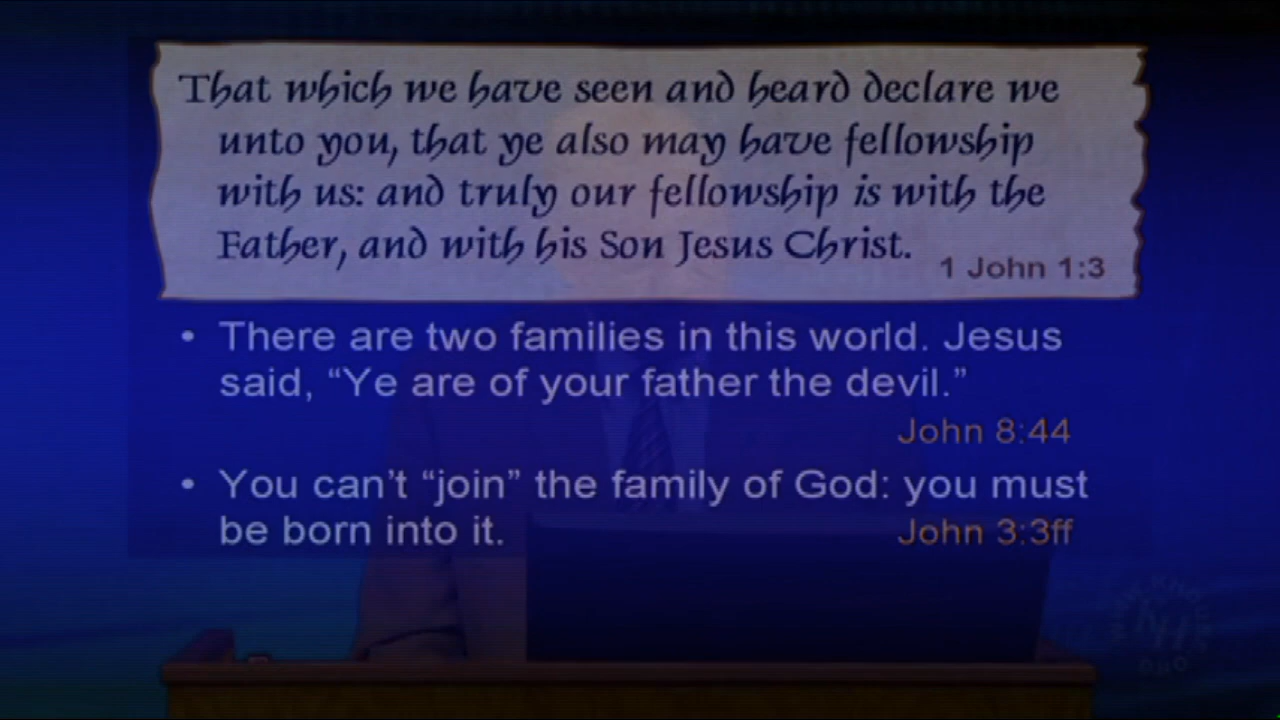 That which we have seen and heard declare we
unto you, that ye also may have fellowship
with us: and truly our fellowship is with the
Father, and with his Son Jesus Christ.
1 John 1:3
• There are two families in this world. Jesus
said, “Ye are of your father the devil.”
John 8:44
• You can’t “join” the family of God: you must
be born into it.
John 3:3ff